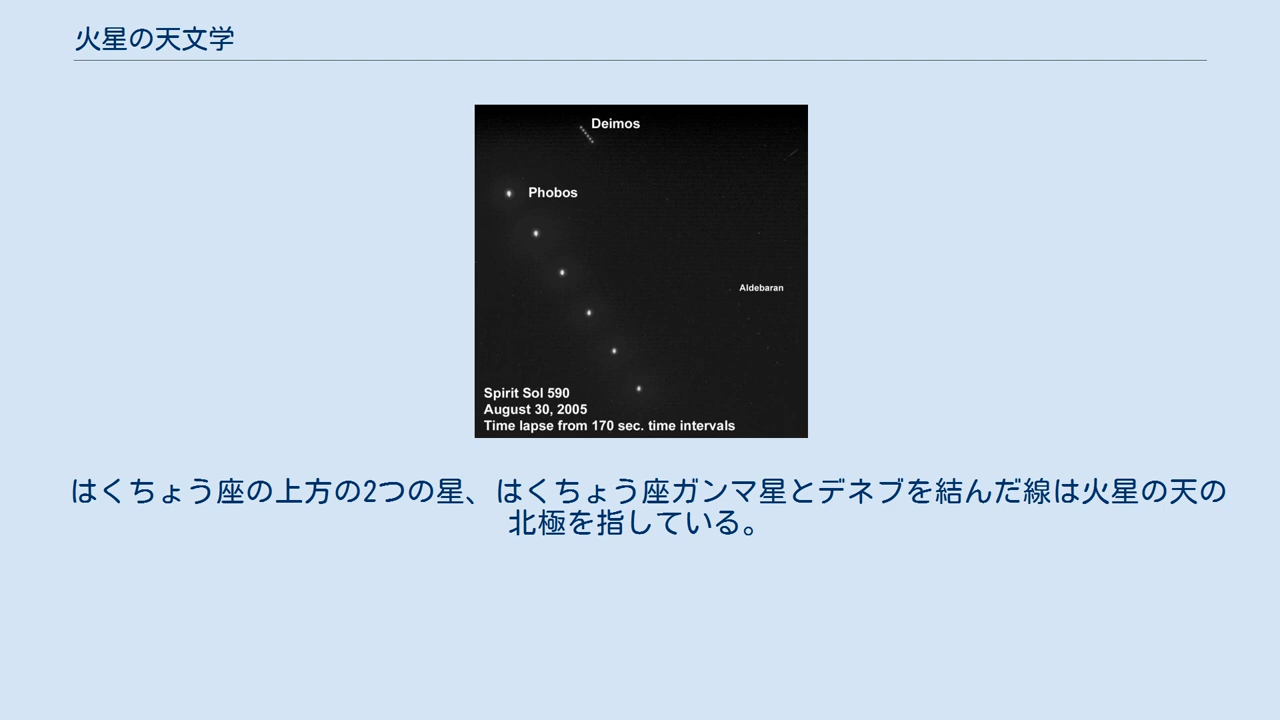 火星の天文学
Deimos
Phobos
Aldebaran
Spirit Sol 590
August 30, 2005
Time lapse from 170 sec. time intervals
はくちょう座の上方の2つの星、はくちょう座ガンマ星とデネブを結んだ線は火星の天の
北極を指している。